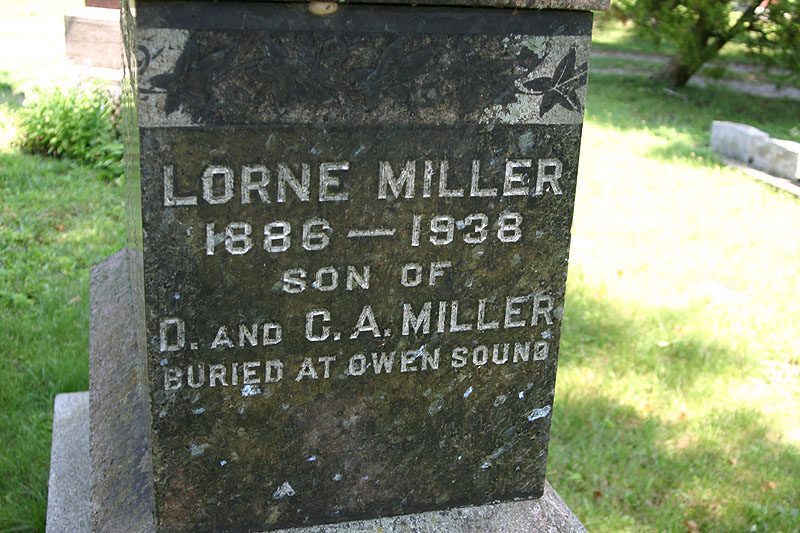 LORNE MILLER
1886 — 1938
SON OF
D. AND C. A. MILLER
BURIED AT OWEN SOUND